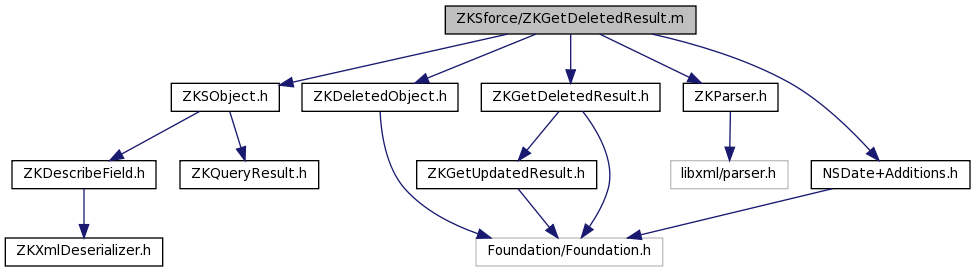 ZKSforce/ZKGetDeletedResult.m
ZKSObject.h
ZKDeletedObject.h
ZKGetDeletedResult.h
ZKParser.h
ZKDescribeField.h
ZKQueryResult.h
ZKGetUpdatedResult.h
libxml/parser.h
NSDate+Additions.h
ZKXmlDeserializer.h
Foundation/Foundation.h